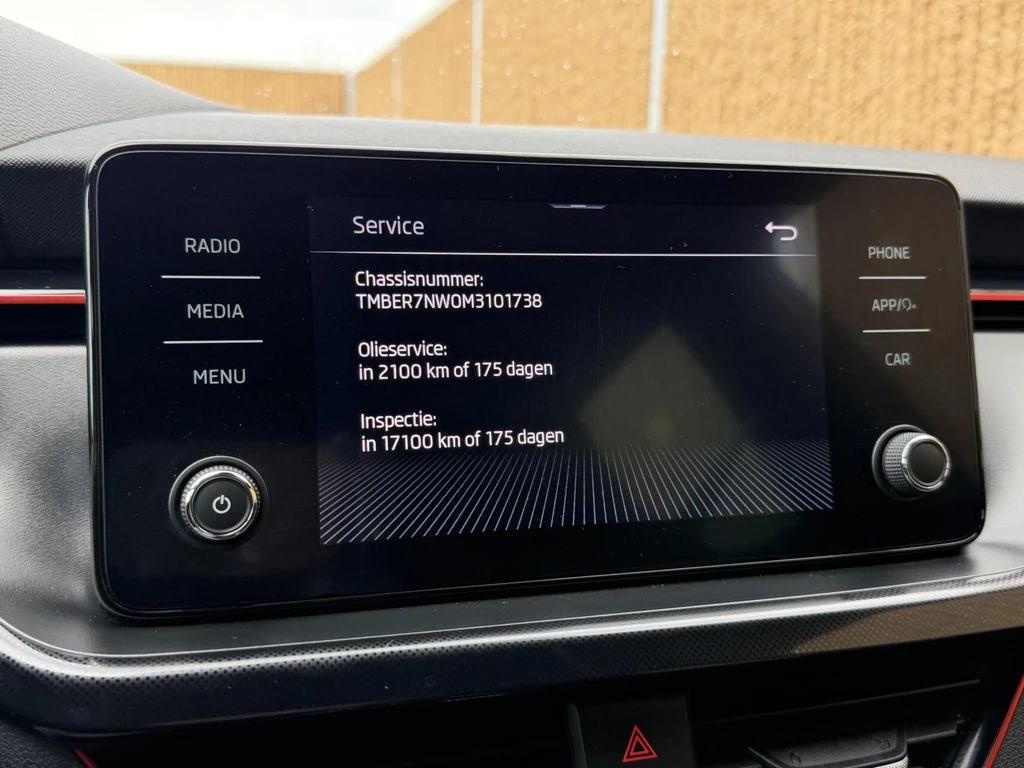 Service
RADIO
MEDIA
MENU
Chassisnummer:
TMBER7NW0M3101738
Olieservice:
in 2100 km of 175 dagen
Inspectie:
in 17100 km of 175 dagen
PHONE
APP/
CAR